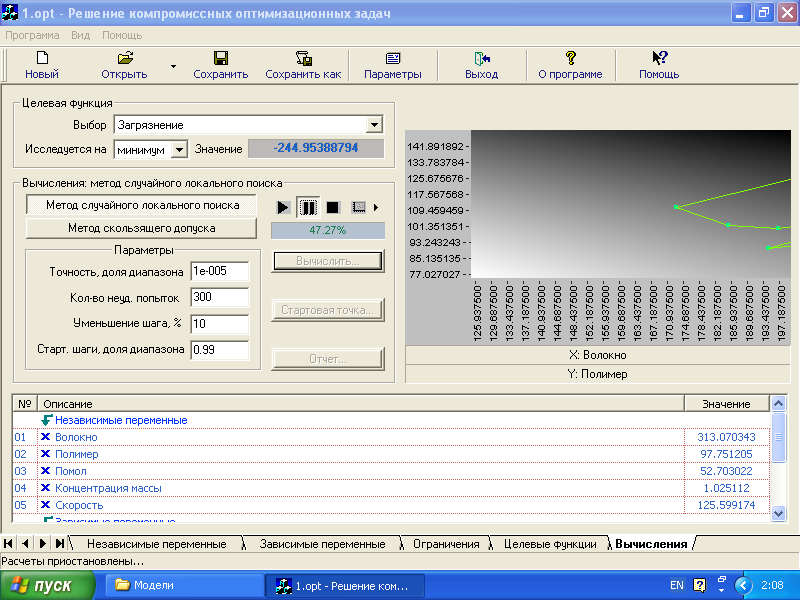 1.opt - Решение компромиссных оптимизационных задач
Программа Вид Помощь
Новый Открыть Сохранить Сохранить как Параметры Выход О программе Помощь
Целевая функция
Выбор Загрязнение
Исследуется на минимум Значение -244.95388794
Вычисления: метод случайного локального поиска
Метод случайного локального поиска
Метод скользящего допуска
47.27%
Параметры
Точность, доля диапазона 1e-005
Кол-во неуд. попыток 300
Уменьшение шага, % 10
Старт. шаги, доля диапазона 0.99
Вычислить...
Стартовая точка...
Отчет...
141.891892
133.783784
125.675676
117.567568
109.459459
101.351351
93.243243
85.135135
77.027027
125.937500 129.687500 133.437500 137.187500 140.937500 144.687500 148.437500 152.187500 155.937500 159.687500 163.437500 167.187500 170.937500 174.687500 178.437500 182.187500 185.937500 189.687500 193.437500 197.187500
X: Волокно
Y: Полимер
№ Описание Значение
Независимые переменные
01 Волокно 313.070343
02 Полимер 97.751205
03 Помол 52.703022
04 Концентрация массы 1.025112
05 Скорость 125.599174
Зависимые переменные
Независимые переменные Зависимые переменные Ограничения Целевые функции Вычисления
Расчеты приостановлены...
пуск Модели 1.opt - Решение ком... EN 2:08